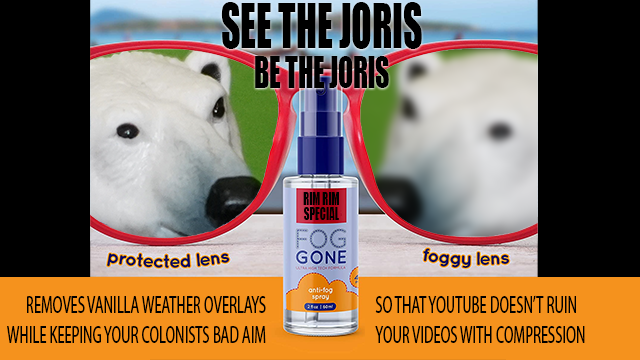 SEE THE JORIS
BE THE JORIS
RIM RIM
SPECIAL
FOG
GONE
anti-fog
spray
protected lens
foggy lens
REMOVES VANILLA WEATHER OVERLAYS
WHILE KEEPING YOUR COLONISTS BAD AIM
SO THAT YOUTUBE DOESN'T RUIN
YOUR VIDEOS WITH COMPRESSION